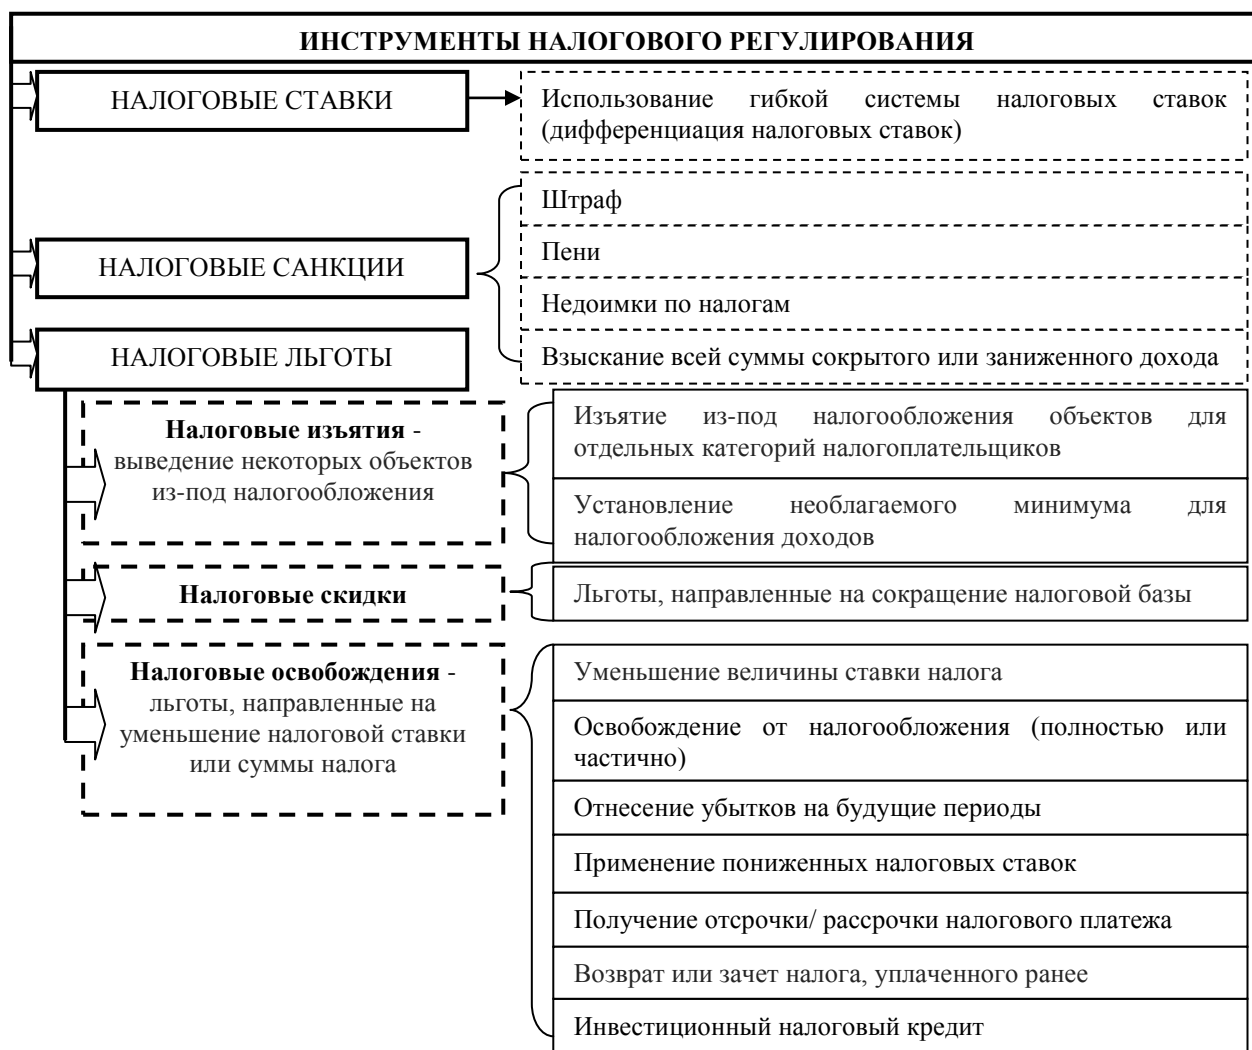 ИНСТРУМЕНТЫ НАЛОГОВОГО РЕГУЛИРОВАНИЯ
НАЛОГОВЫЕ СТАВКИ
Использование гибкой системы налоговых ставок
(дифференциация налоговых ставок)
НАЛОГОВЫЕ САНКЦИИ
Штраф
Пени
Недоимки по налогам
Взыскание всей суммы сокрытого или заниженного дохода
НАЛОГОВЫЕ ЛЬГОТЫ
Налоговые изъятия -
выведение некоторых объектов
из-под налогообложения
Изъятие из-под налогообложения объектов для
отдельных категорий налогоплательщиков
Установление необлагаемого минимума для
налогообложения доходов
Налоговые скидки
Льготы, направленные на сокращение налоговой базы
Налоговые освобождения -
льготы, направленные на
уменьшение налоговой ставки
или суммы налога
Уменьшение величины ставки налога
Освобождение от налогообложения (полностью или
частично)
Отнесение убытков на будущие периоды
Применение пониженных налоговых ставок
Получение отсрочки/ рассрочки налогового платежа
Возврат или зачет налога, уплаченного ранее
Инвестиционный налоговый кредит